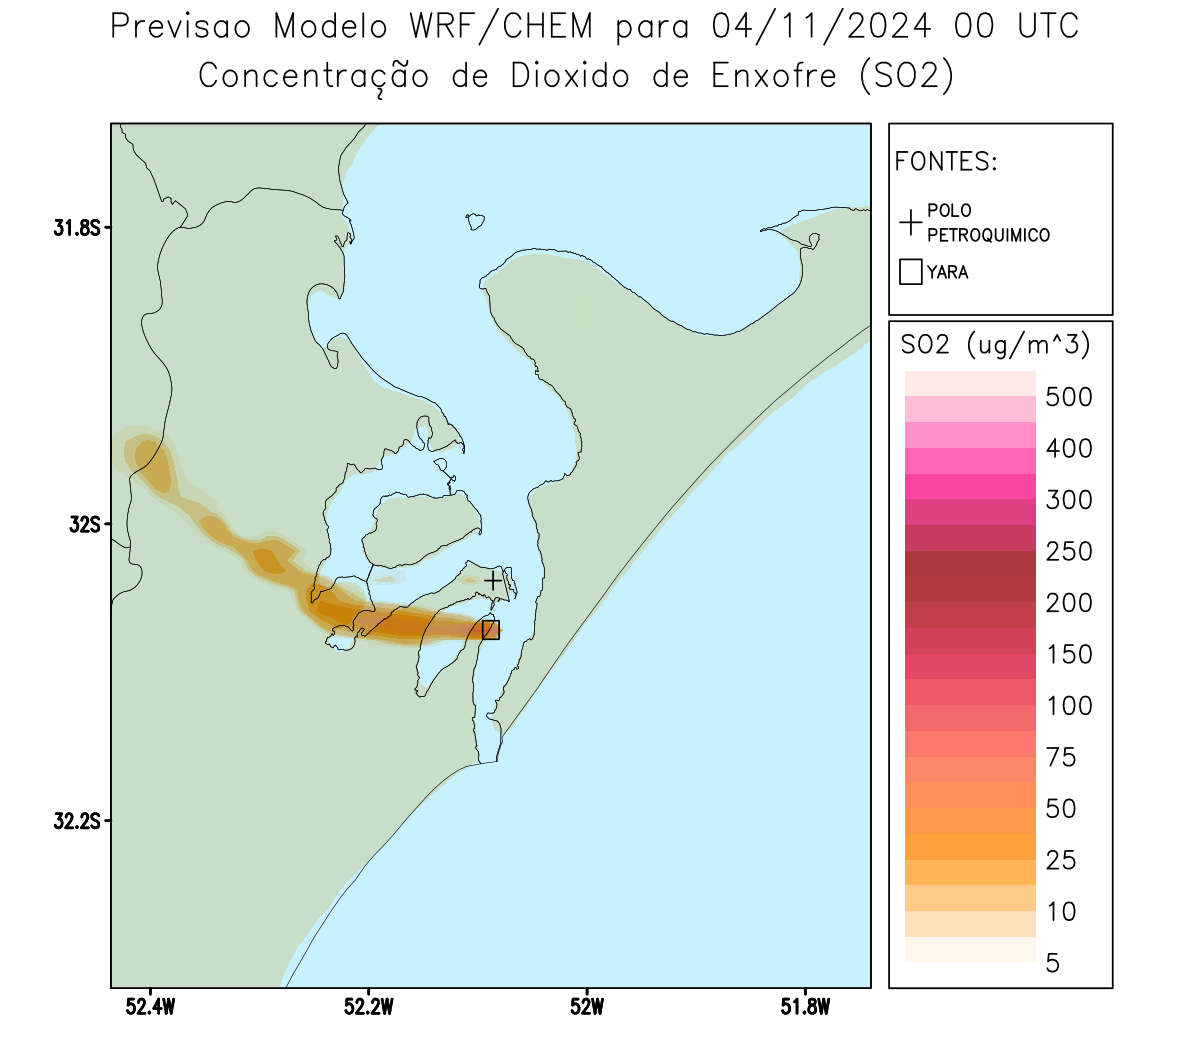 Previsao Modelo WRF/CHEM para 04/11/2024 00 UTC
Concentração de Dioxido de Enxofre (SO2)
FONTES:
POLO
PETROQUIMICO
YARA
31.8S
32S
32.2S
52.4W
52.2W
52W
51.8W
SO2 (ug/m^3)
500
400
300
250
200
150
100
75
50
25
10
5